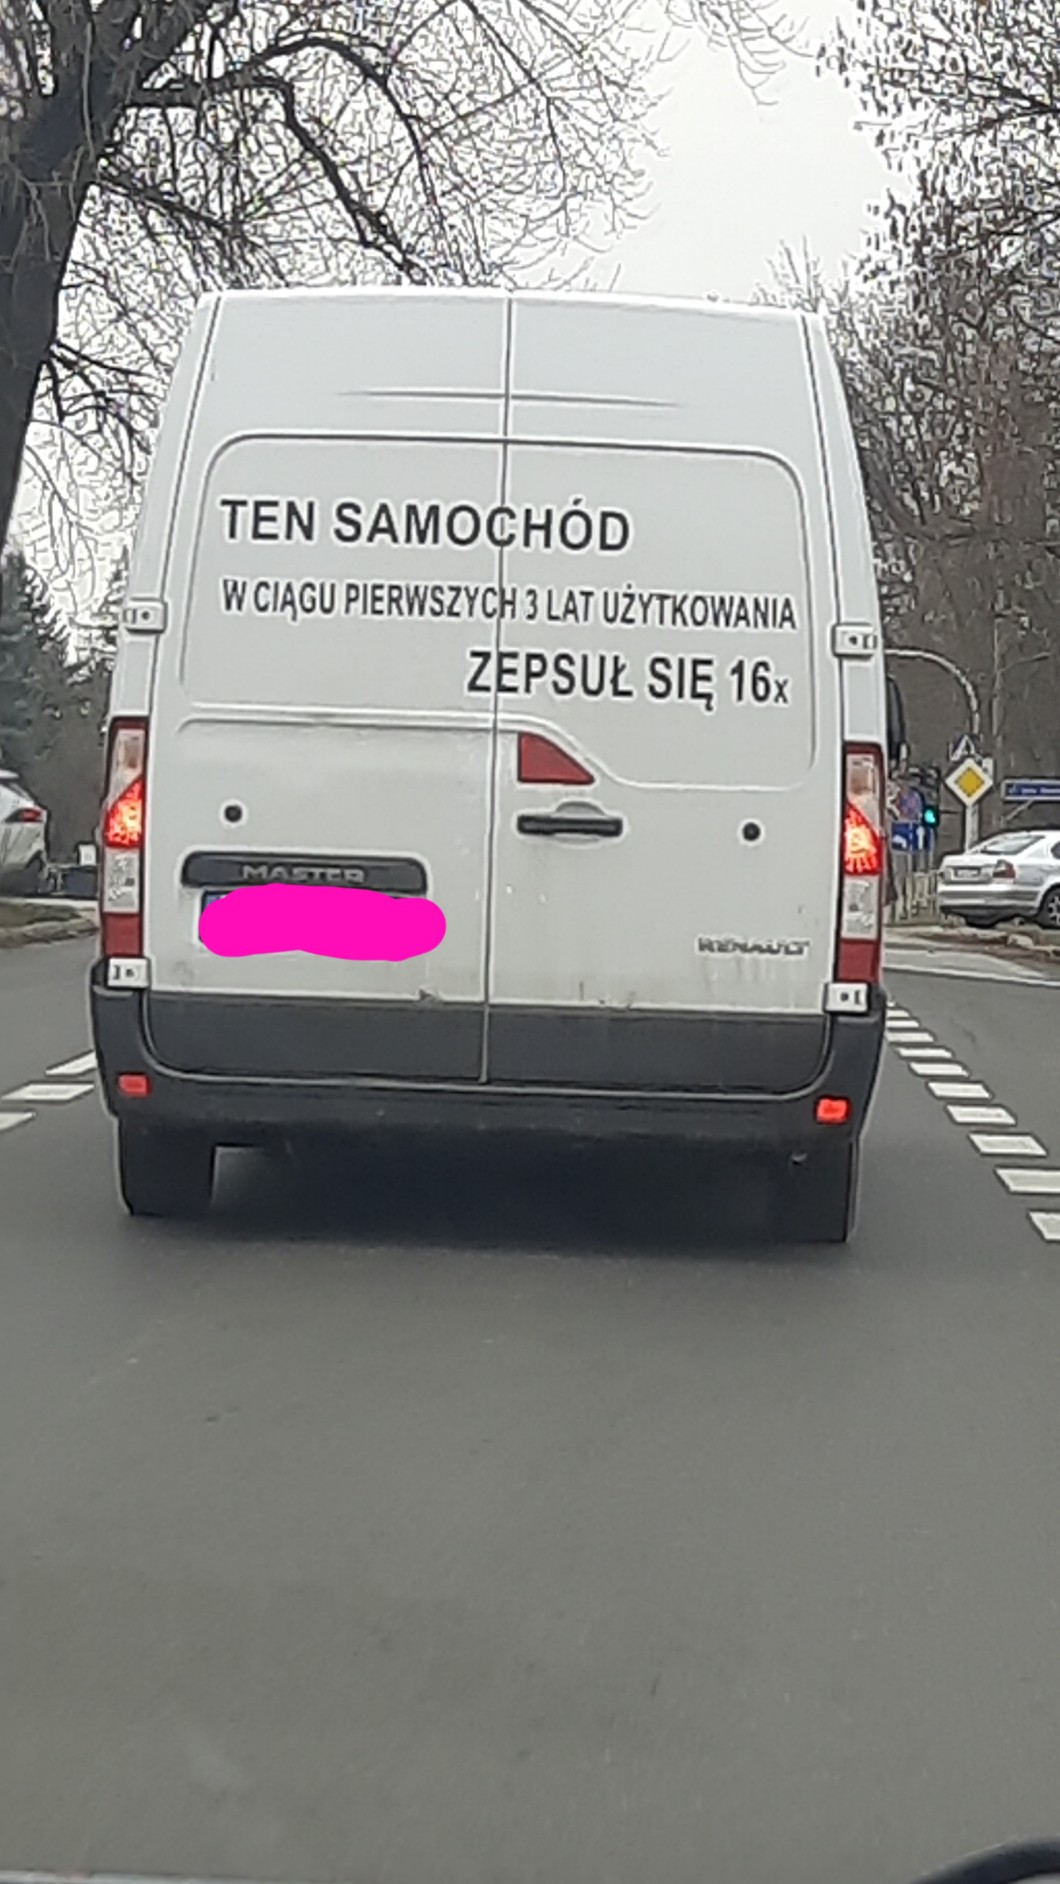 TEN SAMOCHÓD
W CIĄGU PIERWSZYCH 3 LAT UŻYTKOWANIA
ZEPSUŁ SIĘ 16x
MASTER
RENAULT